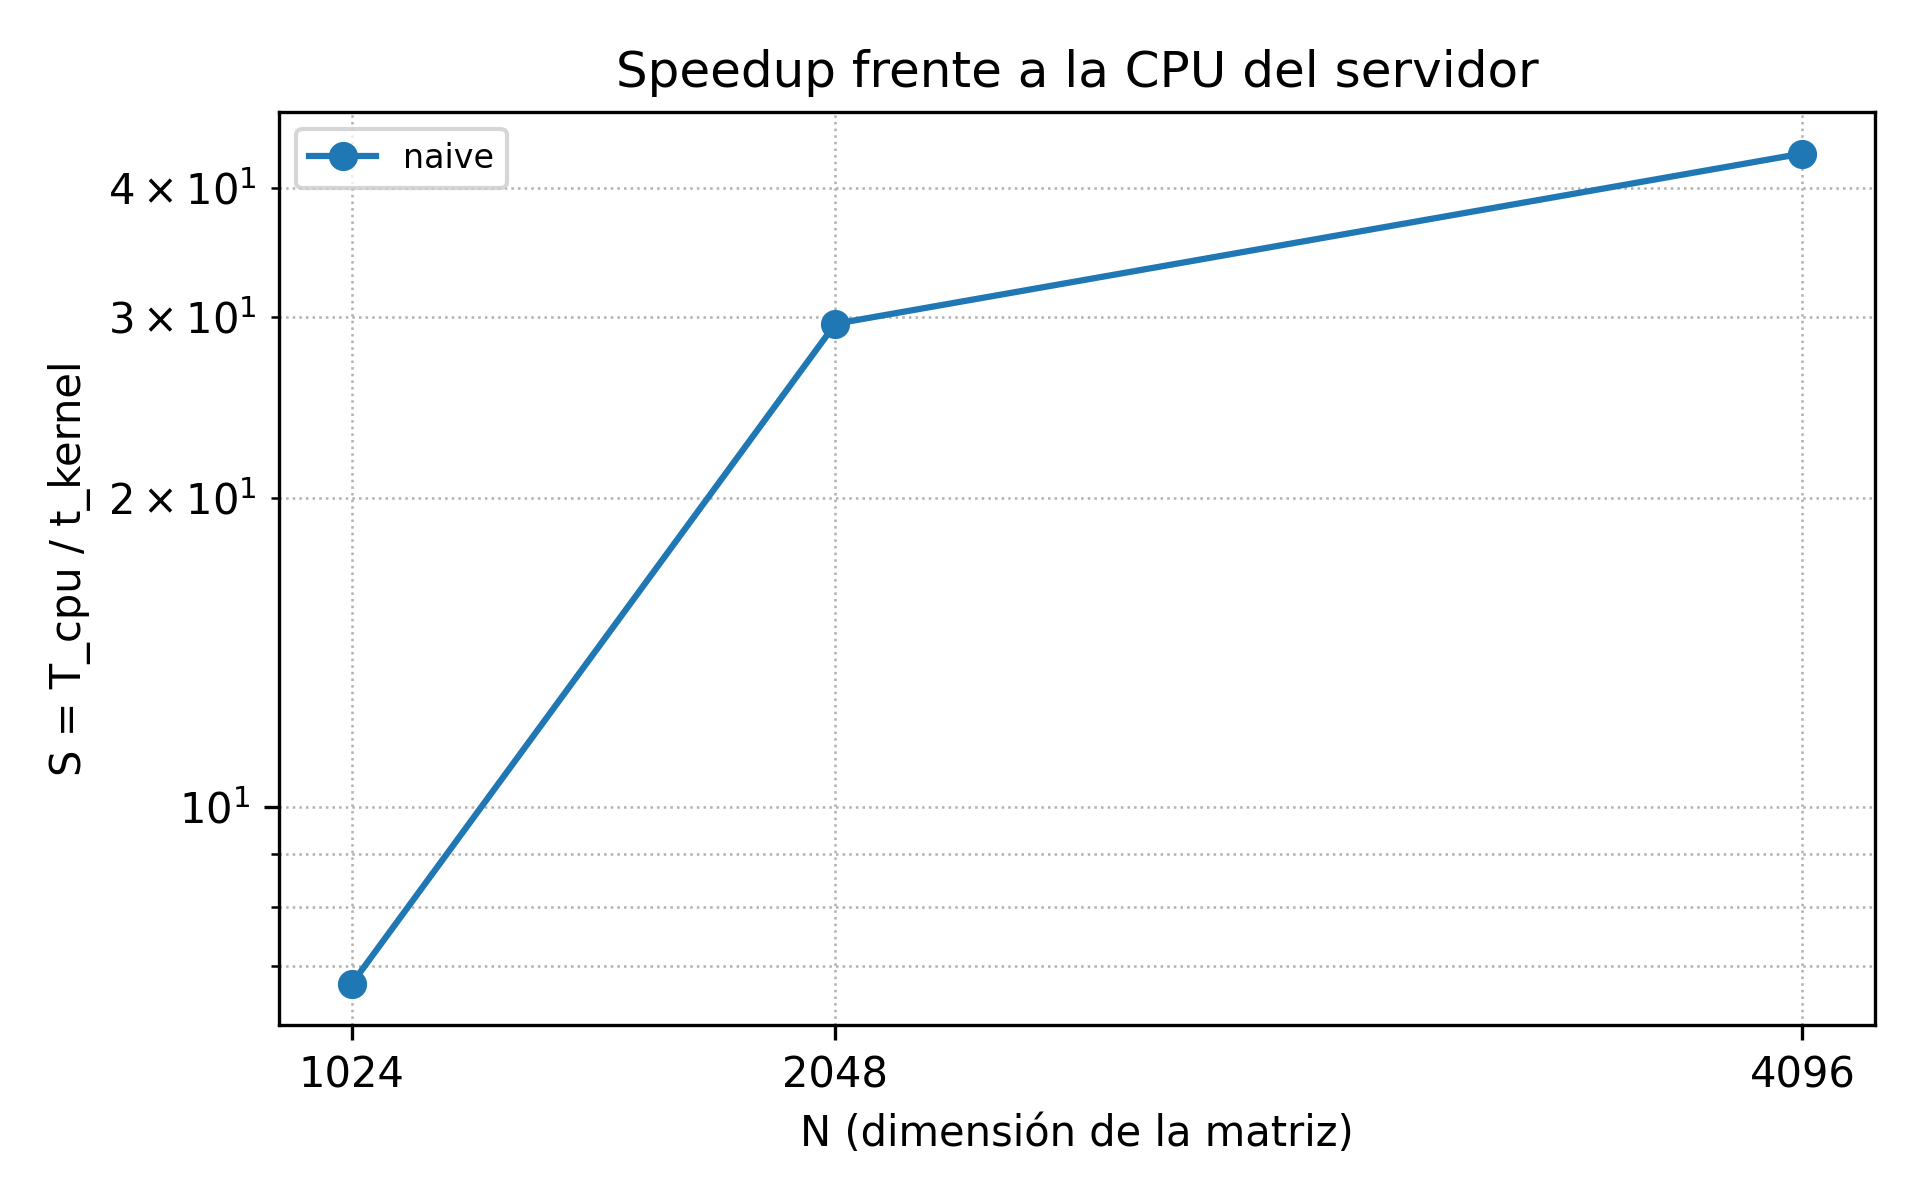 Speedup frente a la CPU del servidor
naive
S = T_cpu / t_kernel
4 × 10¹
3 × 10¹
2 × 10¹
10¹
1024 2048 4096
N (dimensión de la matriz)